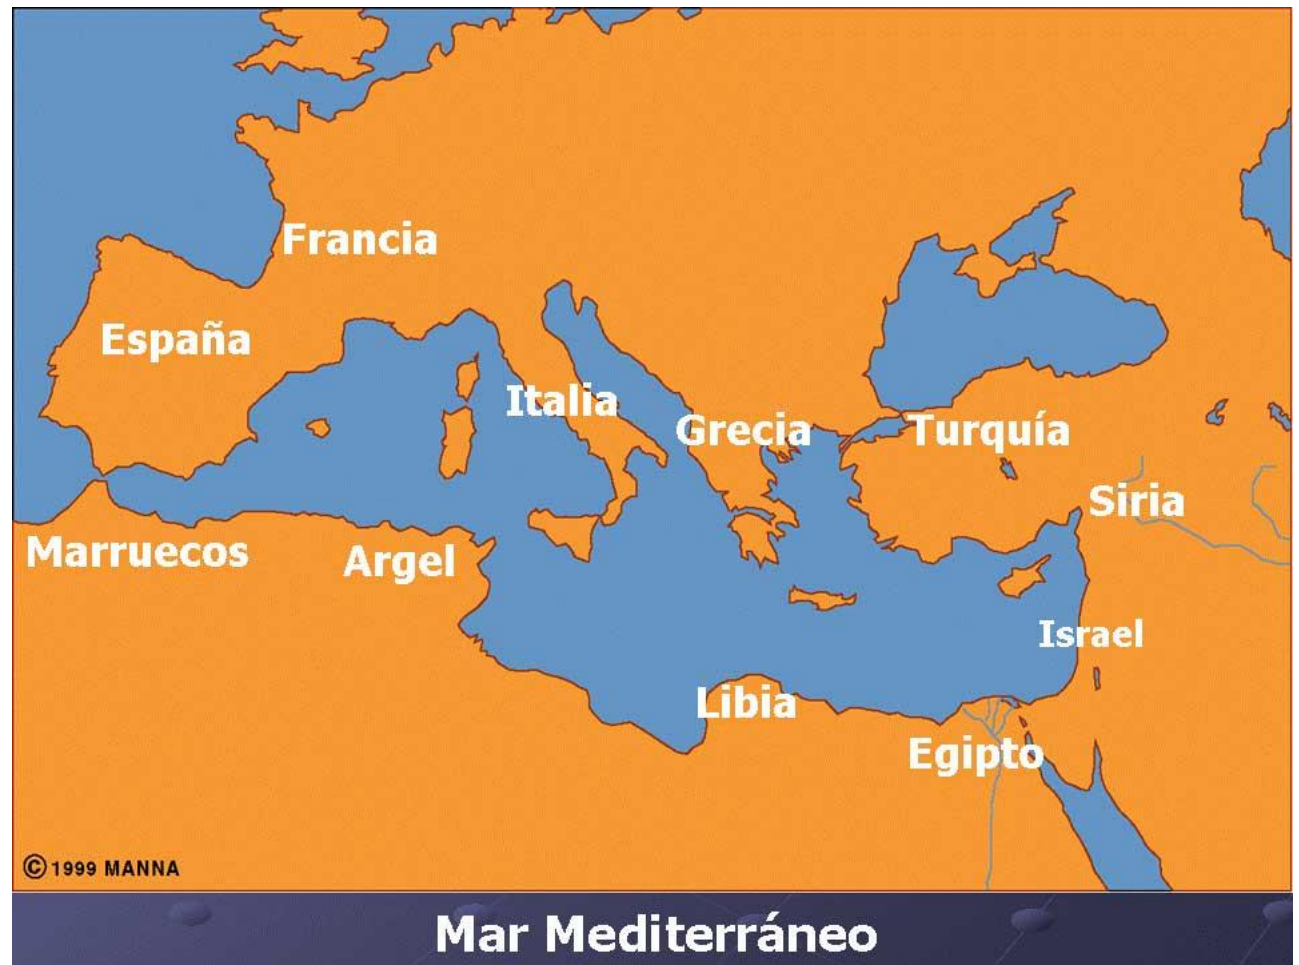 Francia
España
Italia
Grecia
Turquía
Siria
Marruecos
Argel
Israel
Libia
Egipto
© 1999 MANNA
Mar Mediterráneo